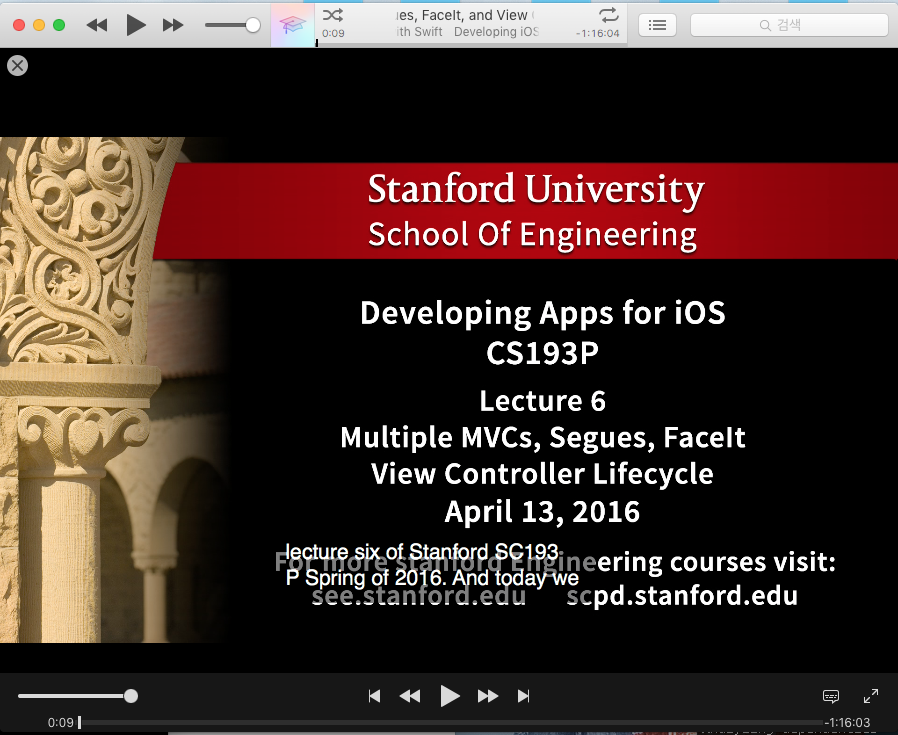 ues, FaceIt, and View
0:09
ith Swift Developing iOS
-1:16:04
검색
Stanford University
School Of Engineering
Developing Apps for iOS
CS193P
Lecture 6
Multiple MVCs, Segues, FaceIt
View Controller Lifecycle
April 13, 2016
lecture six of Stanford SC193
For more stanford Engineering courses visit:
P Spring of 2016. And today we
see.stanford.edu scpd.stanford.edu
0:09
-1:16:03